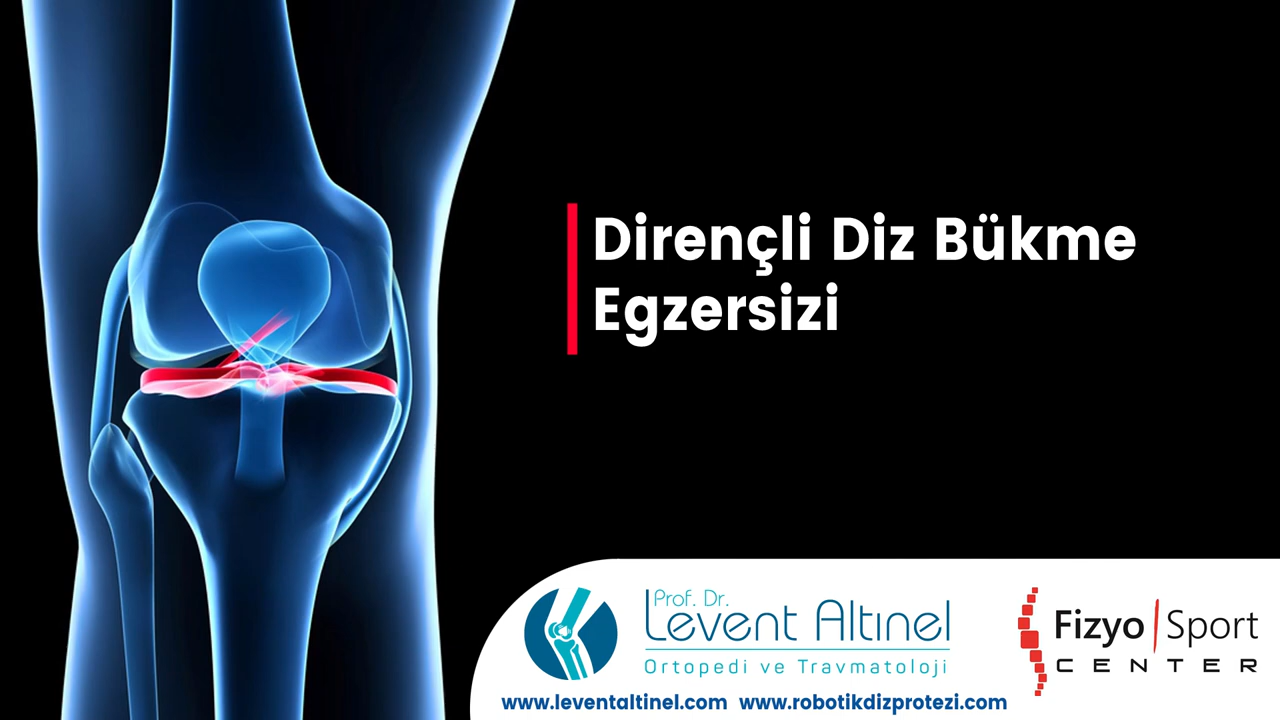 Dirençli Diz Bükme
Egzersizi
Prof. Dr.
Levent Altınel
Ortopedi ve Travmatoloji
www.leventaltinel.com www.robotikdizprotezi.com
Fizyo|Sport
CENTER